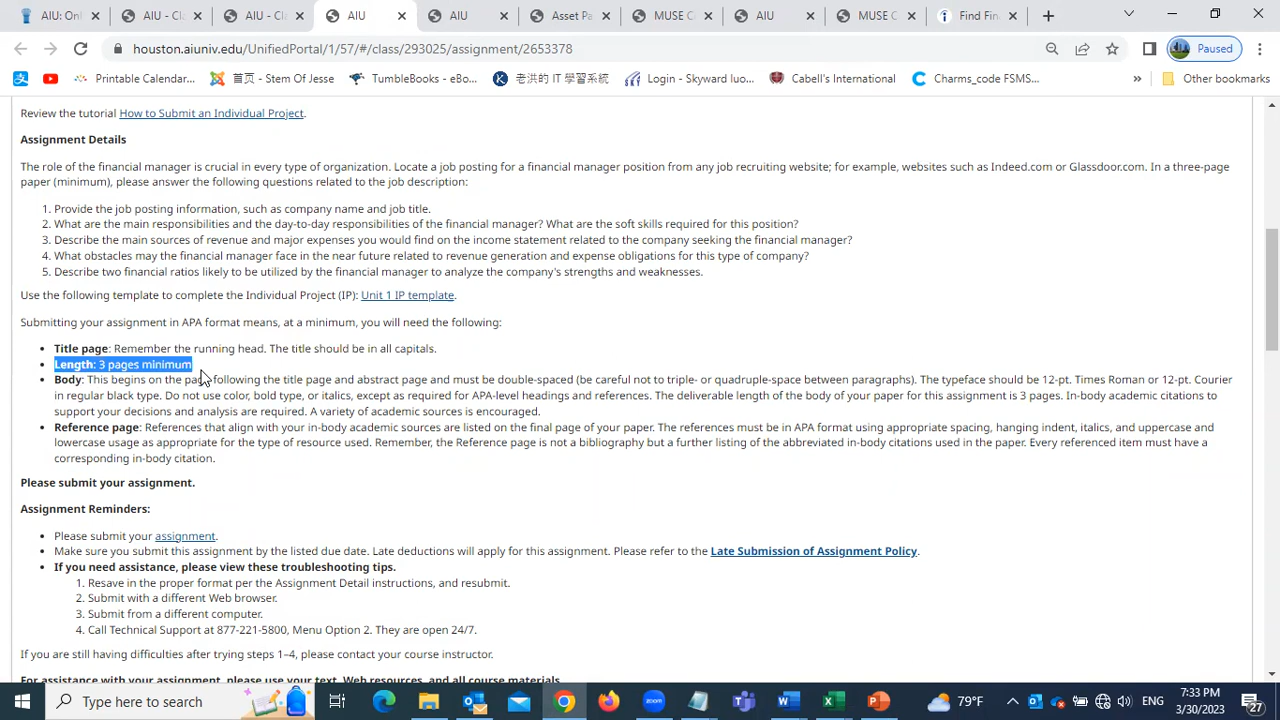 AIU: Onl
AIU - Cla
AIU - Cla
AIU
AIU
Asset Pa
MUSE C
AIU
MUSE C
Find Fin
houston.aiuniv.edu/UnifiedPortal/1/57/#/class/293025/assignment/2653378
Paused
Printable Calendar...
首页 - Stem Of Jesse
TumbleBooks - eBo...
老洪的 IT 學習系統
Login - Skyward luo...
Cabell's International
Charms_code FSMS...
»
Other bookmarks
Review the tutorial How to Submit an Individual Project.
Assignment Details
The role of the financial manager is crucial in every type of organization. Locate a job posting for a financial manager position from any job recruiting website; for example, websites such as Indeed.com or Glassdoor.com. In a three-page
paper (minimum), please answer the following questions related to the job description:
1. Provide the job posting information, such as company name and job title.
2. What are the main responsibilities and the day-to-day responsibilities of the financial manager? What are the soft skills required for this position?
3. Describe the main sources of revenue and major expenses you would find on the income statement related to the company seeking the financial manager?
4. What obstacles may the financial manager face in the near future related to revenue generation and expense obligations for this type of company?
5. Describe two financial ratios likely to be utilized by the financial manager to analyze the company's strengths and weaknesses.
Use the following template to complete the Individual Project (IP): Unit 1 IP template.
Submitting your assignment in APA format means, at a minimum, you will need the following:
• Title page: Remember the running head. The title should be in all capitals.
• Length: 3 pages minimum
• Body: This begins on the page following the title page and abstract page and must be double-spaced (be careful not to triple- or quadruple-space between paragraphs). The typeface should be 12-pt. Times Roman or 12-pt. Courier
in regular black type. Do not use color, bold type, or italics, except as required for APA-level headings and references. The deliverable length of the body of your paper for this assignment is 3 pages. In-body academic citations to
support your decisions and analysis are required. A variety of academic sources is encouraged.
• Reference page: References that align with your in-body academic sources are listed on the final page of your paper. The references must be in APA format using appropriate spacing, hanging indent, italics, and uppercase and
lowercase usage as appropriate for the type of resource used. Remember, the Reference page is not a bibliography but a further listing of the abbreviated in-body citations used in the paper. Every referenced item must have a
corresponding in-body citation.
Please submit your assignment.
Assignment Reminders:
• Please submit your assignment.
• Make sure you submit this assignment by the listed due date. Late deductions will apply for this assignment. Please refer to the Late Submission of Assignment Policy.
• If you need assistance, please view these troubleshooting tips.
1. Resave in the proper format per the Assignment Detail instructions, and resubmit.
2. Submit with a different Web browser.
3. Submit from a different computer.
4. Call Technical Support at 877-221-5800, Menu Option 2. They are open 24/7.
If you are still having difficulties after trying steps 1–4, please contact your course instructor.
For assistance with your assignment, please use your text, Web resources, and all course materials.
Type here to search
79°F
ENG
7:33 PM
3/30/2023
27